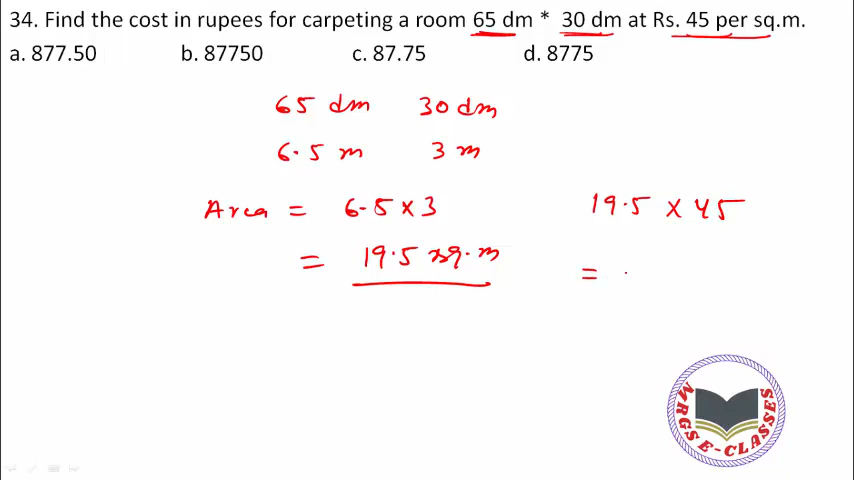 34. Find the cost in rupees for carpeting a room 65 dm * 30 dm at Rs. 45 per sq.m.
a. 877.50 b. 87750 c. 87.75 d. 8775
65 dm 30 dm
6.5 m 3 m
Area = 6.5 × 3 19.5 × 45
= 19.5 sq.m =
MRGS E-CLASSES